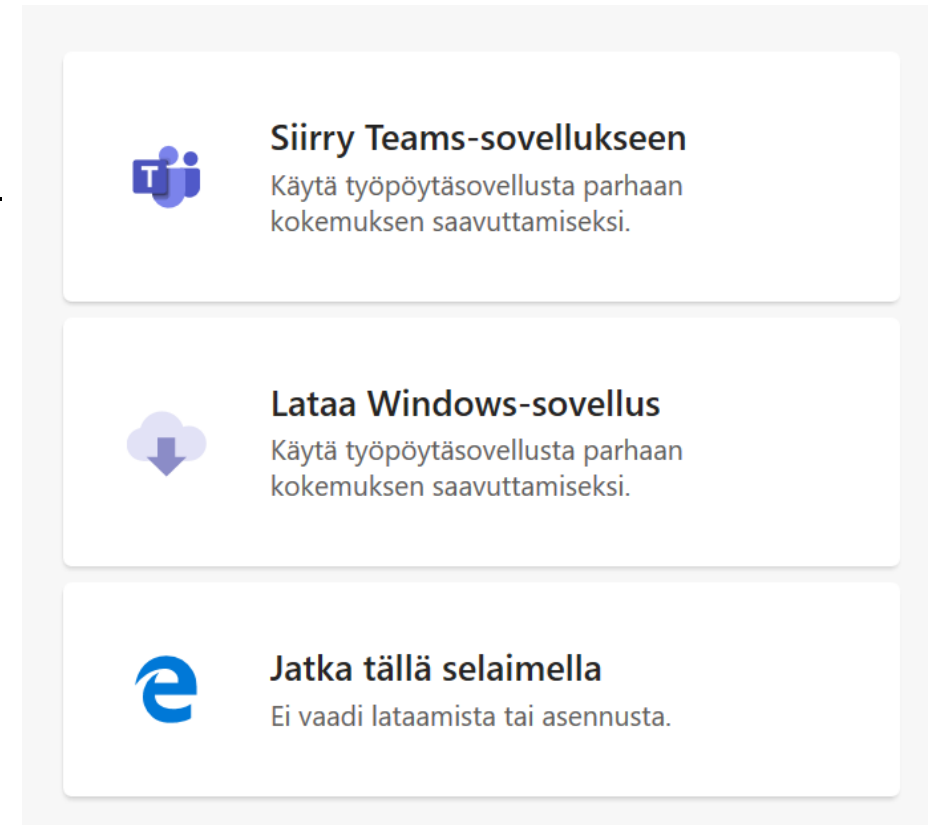 Siirry Teams-sovellukseen
Käytä työpöytäsovellusta parhaan
kokemuksen saavuttamiseksi.
T
Lataa Windows-sovellus
Käytä työpöytäsovellusta parhaan
kokemuksen saavuttamiseksi.
Jatka tällä selaimella
Ei vaadi lataamista tai asennusta.